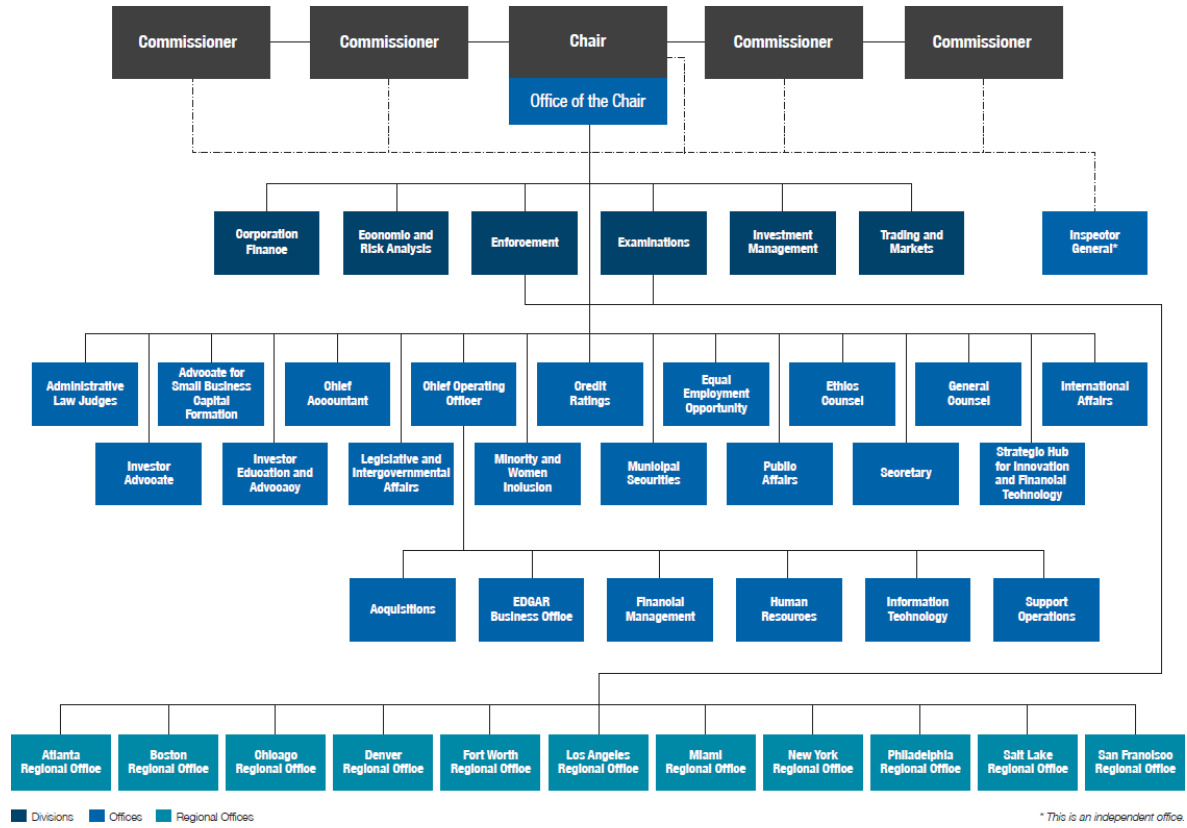 Commissioner
Commissioner
Chair
Commissioner
Commissioner
Office of the Chair
Corporation
Finance
Economic and
Risk Analysis
Enforcement
Examinations
Investment
Management
Trading and
Markets
Inspector
General*
Administrative
Law Judges
Advocate for
Small Business
Capital
Formation
Chief
Accountant
Chief Operating
Officer
Credit
Ratings
Equal
Employment
Opportunity
Ethics
Counsel
General
Counsel
International
Affairs
Investor
Advocate
Investor
Education and
Advocacy
Legislative and
Intergovernmental
Affairs
Minority and
Women
Inclusion
Municipal
Securities
Public
Affairs
Secretary
Strategic Hub
for Innovation
and Financial
Technology
Acquisitions
EDGAR
Business Office
Financial
Management
Human
Resources
Information
Technology
Support
Operations
Atlanta
Regional Office
Boston
Regional Office
Chicago
Regional Office
Denver
Regional Office
Fort Worth
Regional Office
Los Angeles
Regional Office
Miami
Regional Office
New York
Regional Office
Philadelphia
Regional Office
Salt Lake
Regional Office
San Francisco
Regional Office
Divisions
Offices
Regional Offices
* This is an independent office.